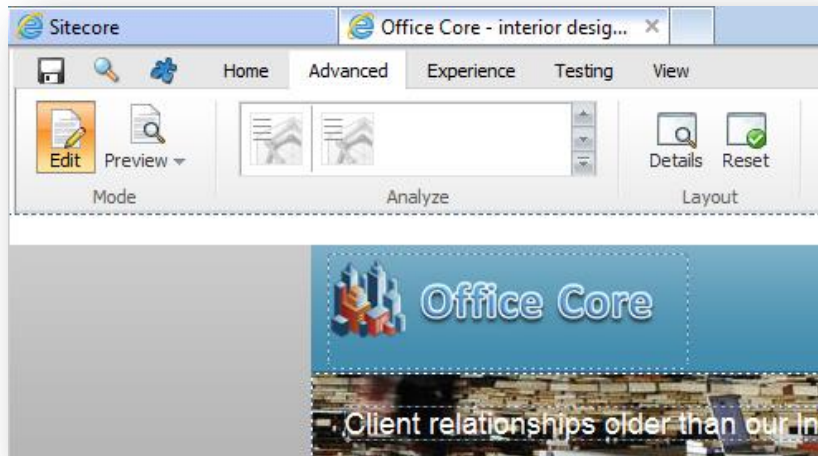 Sitecore
Office Core - interior desig...
Home Advanced Experience Testing View
Edit Preview Details Reset
Mode Analyze Layout
Office Core
Client relationships older than our In